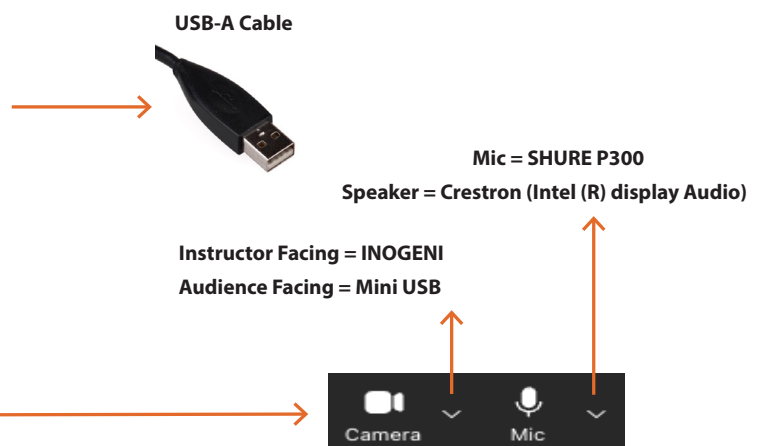 USB-A Cable
Mic = SHURE P300
Speaker = Crestron (Intel (R) display Audio)
Instructor Facing = INOGENI
Audience Facing = Mini USB
Camera
Mic